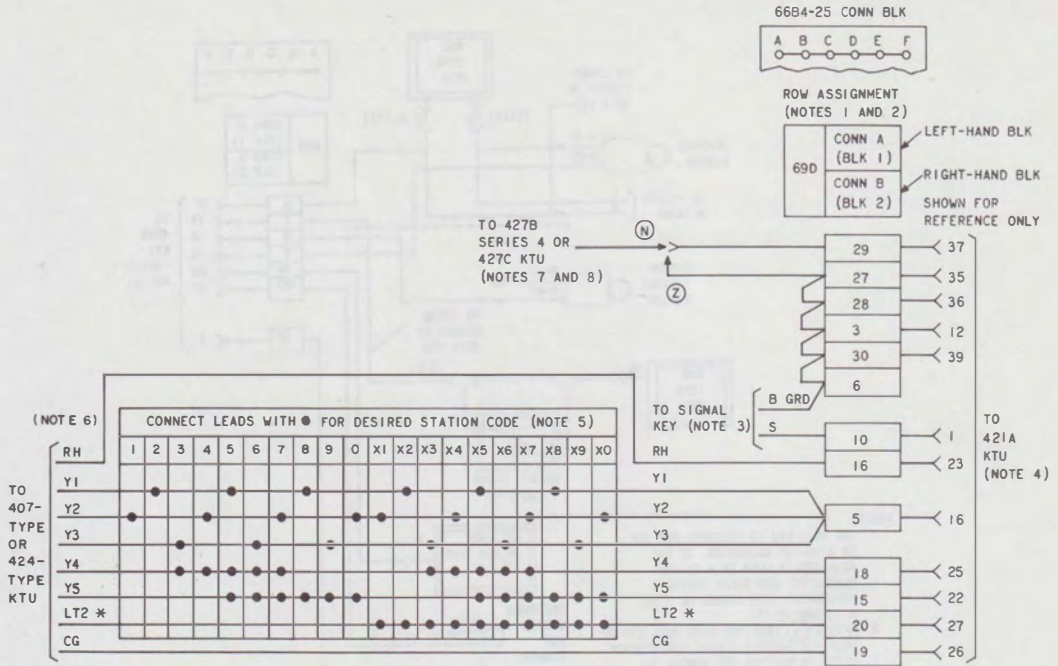 66B4-25 CONN BLK
A B C D E F
ROW ASSIGNMENT
(NOTES 1 AND 2)
69D
CONN A
(BLK 1)
LEFT-HAND BLK
CONN B
(BLK 2)
RIGHT-HAND BLK
SHOWN FOR
REFERENCE ONLY
TO 427B
SERIES 4 OR
427C KTU
(NOTES 7 AND 8)
N
Z
29 37
27 35
28 36
3 12
30 39
6
TO SIGNAL
KEY (NOTE 3)
B GRD
S
10 1
16 23
5 16
18 25
15 22
20 27
19 26
TO
421A
KTU
(NOTE 4)
(NOTE 6)
CONNECT LEADS WITH ● FOR DESIRED STATION CODE (NOTE 5)
1 2 3 4 5 6 7 8 9 0 X1 X2 X3 X4 X5 X6 X7 X8 X9 X0
RH RH
Y1 Y1
Y2 Y2
Y3 Y3
Y4 Y4
Y5 Y5
LT2 * LT2 *
CG CG
TO
407-
TYPE
OR
424-
TYPE
KTU